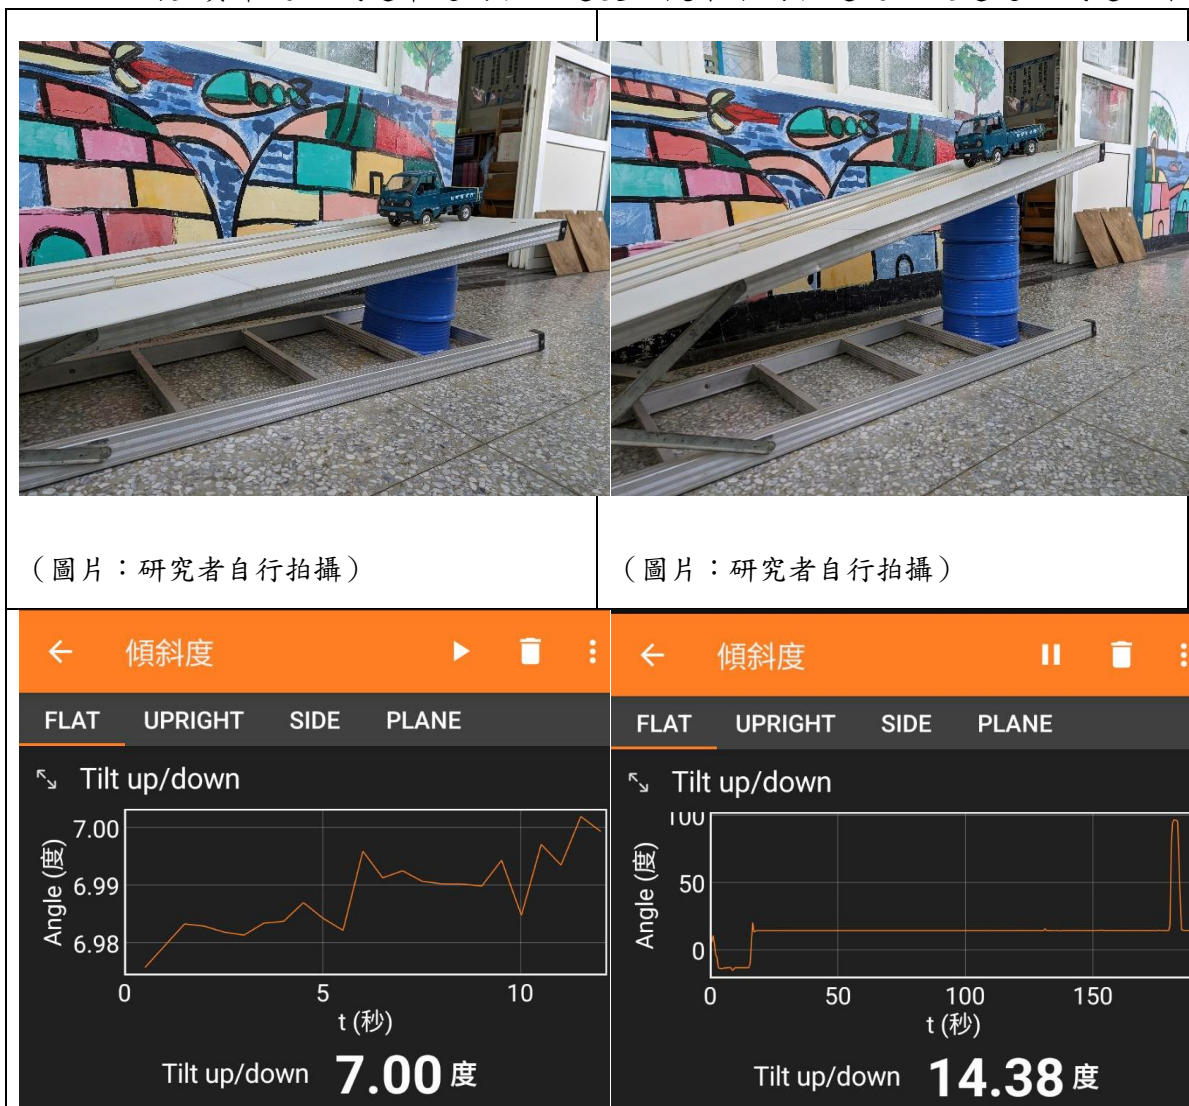 （圖片：研究者自行拍攝）
（圖片：研究者自行拍攝）
傾斜度
FLAT UPRIGHT SIDE PLANE
Tilt up/down
Angle (度)
7.00
6.99
6.98
0 5 10
t (秒)
Tilt up/down 7.00 度
傾斜度
FLAT UPRIGHT SIDE PLANE
Tilt up/down
Angle (度)
100
50
0
0 50 100 150
t (秒)
Tilt up/down 14.38 度